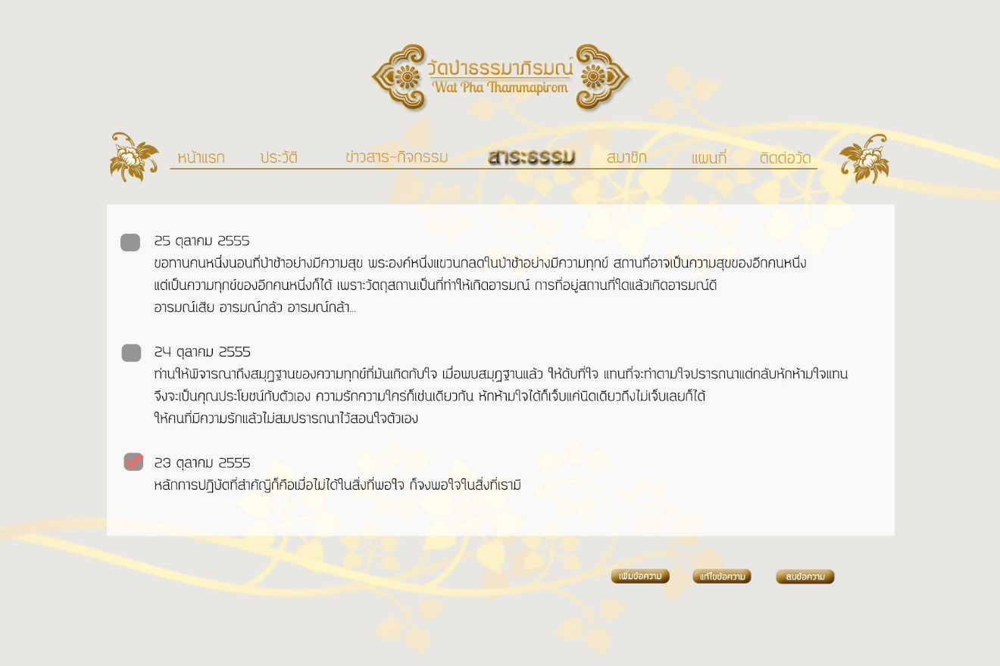 วัดป่าธรรมาภิรมณ์
Wat Pha Thammapirom
หน้าแรก ประวัติ ข่าวสาร-กิจกรรม สาระธรรม สมาชิก แผนที่ ติดต่อวัด
25 ตุลาคม 2555
ขอทานคนหนึ่งนอนที่ป่าช้าอย่างมีความสุข พระองค์หนึ่งแขวนกลดในป่าช้าอย่างมีความทุกข์ สถานที่อาจเป็นความสุขของอีกคนหนึ่ง
แต่เป็นความทุกข์ของอีกคนหนึ่งก็ได้ เพราะวัตถุสถานเป็นที่ทำให้เกิดอารมณ์ การที่อยู่สถานที่ใดแล้วเกิดอารมณ์ดี
อารมณ์เสีย อารมณ์กลัว อารมณ์กล้า...
24 ตุลาคม 2555
ท่านให้พิจารณาถึงสมุฏฐานของความทุกข์ที่มันเกิดกับใจ เมื่อพบสมุฏฐานแล้ว ให้ดับที่ใจ แทนที่จะทำตามใจปรารถนาแต่กลับหักห้ามใจแทน
จึงจะเป็นคุณประโยชน์กับตัวเอง ความรักความใคร่ก็เช่นเดียวกัน หักห้ามใจได้ก็เจ็บแค่นิดเดียวถึงไม่เจ็บเลยก็ได้
ให้คนที่มีความรักแล้วไม่สมปรารถนาไว้สอนใจตัวเอง
23 ตุลาคม 2555
หลักการปฏิบัตที่สำคัญก็คือเมื่อไม่ได้ในสิ่งที่พอใจ ก็จงพอใจในสิ่งที่เรามี
เพิ่มข้อความ แก้ไขข้อความ ลบข้อความ